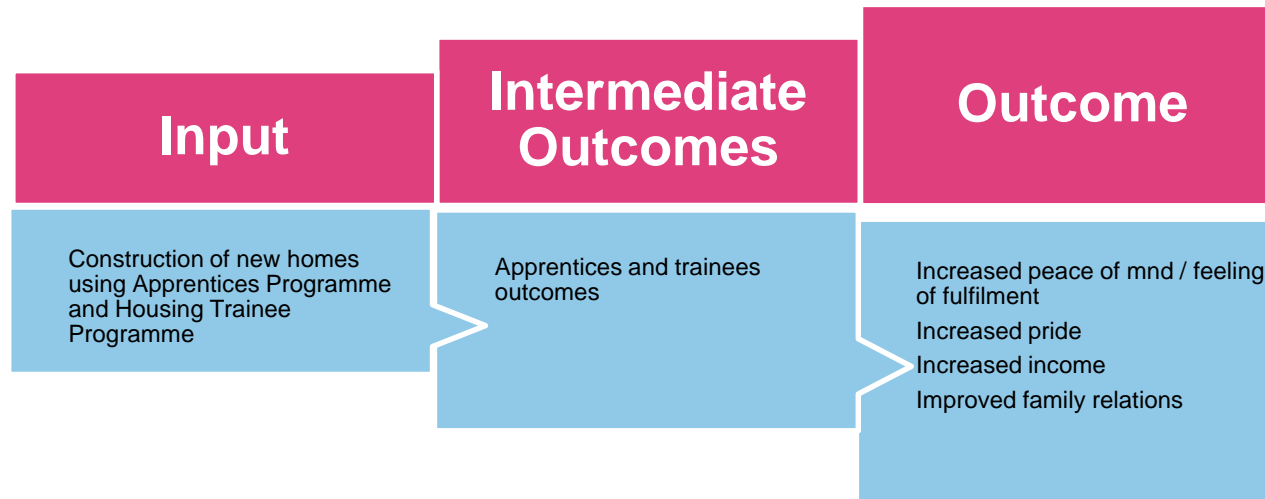 Input
Intermediate
Outcomes
Outcome
Construction of new homes
using Apprentices Programme
and Housing Trainee
Programme
Apprentices and trainees
outcomes
Increased peace of mnd / feeling
of fulfilment
Increased pride
Increased income
Improved family relations